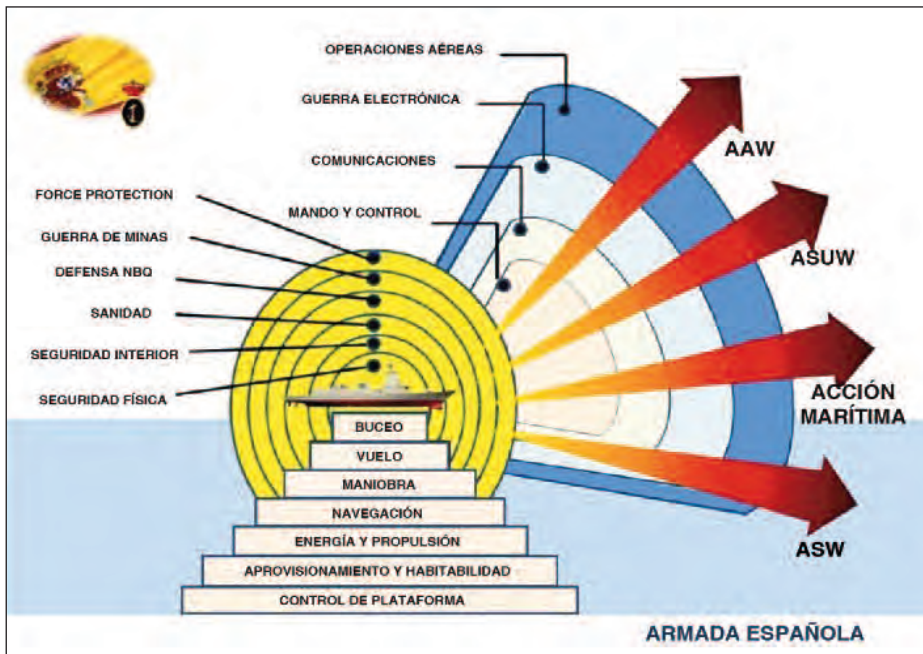 OPERACIONES AÉREAS
GUERRA ELECTRÓNICA
COMUNICACIONES
MANDO Y CONTROL
FORCE PROTECTION
GUERRA DE MINAS
DEFENSA NBQ
SANIDAD
SEGURIDAD INTERIOR
SEGURIDAD FÍSICA
AAW
ASUW
ACCIÓN
MARÍTIMA
ASW
BUCEO
VUELO
MANIOBRA
NAVEGACIÓN
ENERGÍA Y PROPULSIÓN
APROVISIONAMIENTO Y HABITABILIDAD
CONTROL DE PLATAFORMA
ARMADA ESPAÑOLA
1